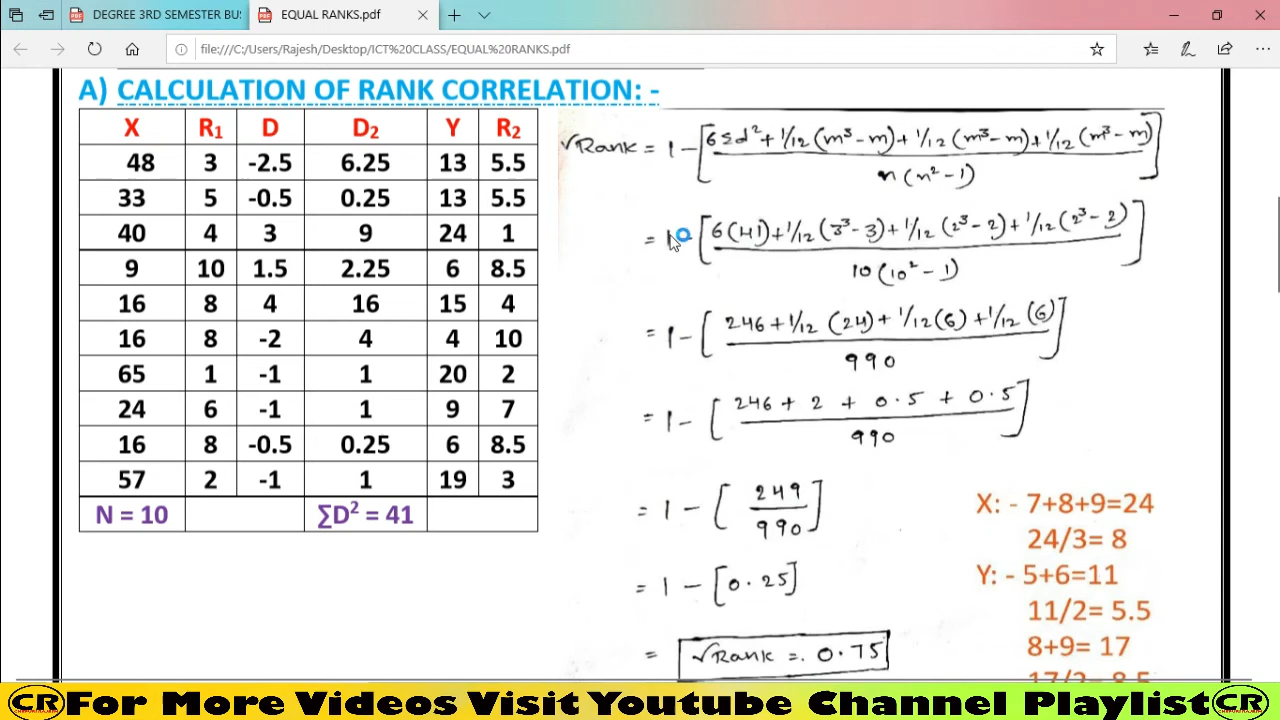 DEGREE 3RD SEMESTER BUS
EQUAL RANKS.pdf
file:///C:/Users/Rajesh/Desktop/ICT%20CLASS/EQUAL%20RANKS.pdf
A) CALCULATION OF RANK CORRELATION: -
X R1 D D2 Y R2
48 3 -2.5 6.25 13 5.5
33 5 -0.5 0.25 13 5.5
40 4 3 9 24 1
9 10 1.5 2.25 6 8.5
16 8 4 16 15 4
16 8 -2 4 4 10
65 1 -1 1 20 2
24 6 -1 1 9 7
16 8 -0.5 0.25 6 8.5
57 2 -1 1 19 3
N = 10 ∑D² = 41
√Rank = 1 - [6Σd² + 1/12 (m³ - m) + 1/12 (m³ - m) + 1/12 (m³ - m)]
n (n² - 1)
= 1 - [6(41) + 1/12 (3³ - 3) + 1/12 (2³ - 2) + 1/12 (2³ - 2)]
10 (10² - 1)
= 1 - [246 + 1/12 (24) + 1/12 (6) + 1/12 (6)]
990
= 1 - [246 + 2 + 0.5 + 0.5]
990
= 1 - [249]
990
= 1 - [0.25]
= √Rank =. 0.75
X: - 7+8+9=24
24/3= 8
Y: - 5+6=11
11/2= 5.5
8+9= 17
17/2= 8.5
CR For More Videos Visit Youtube Channel Playlist CR